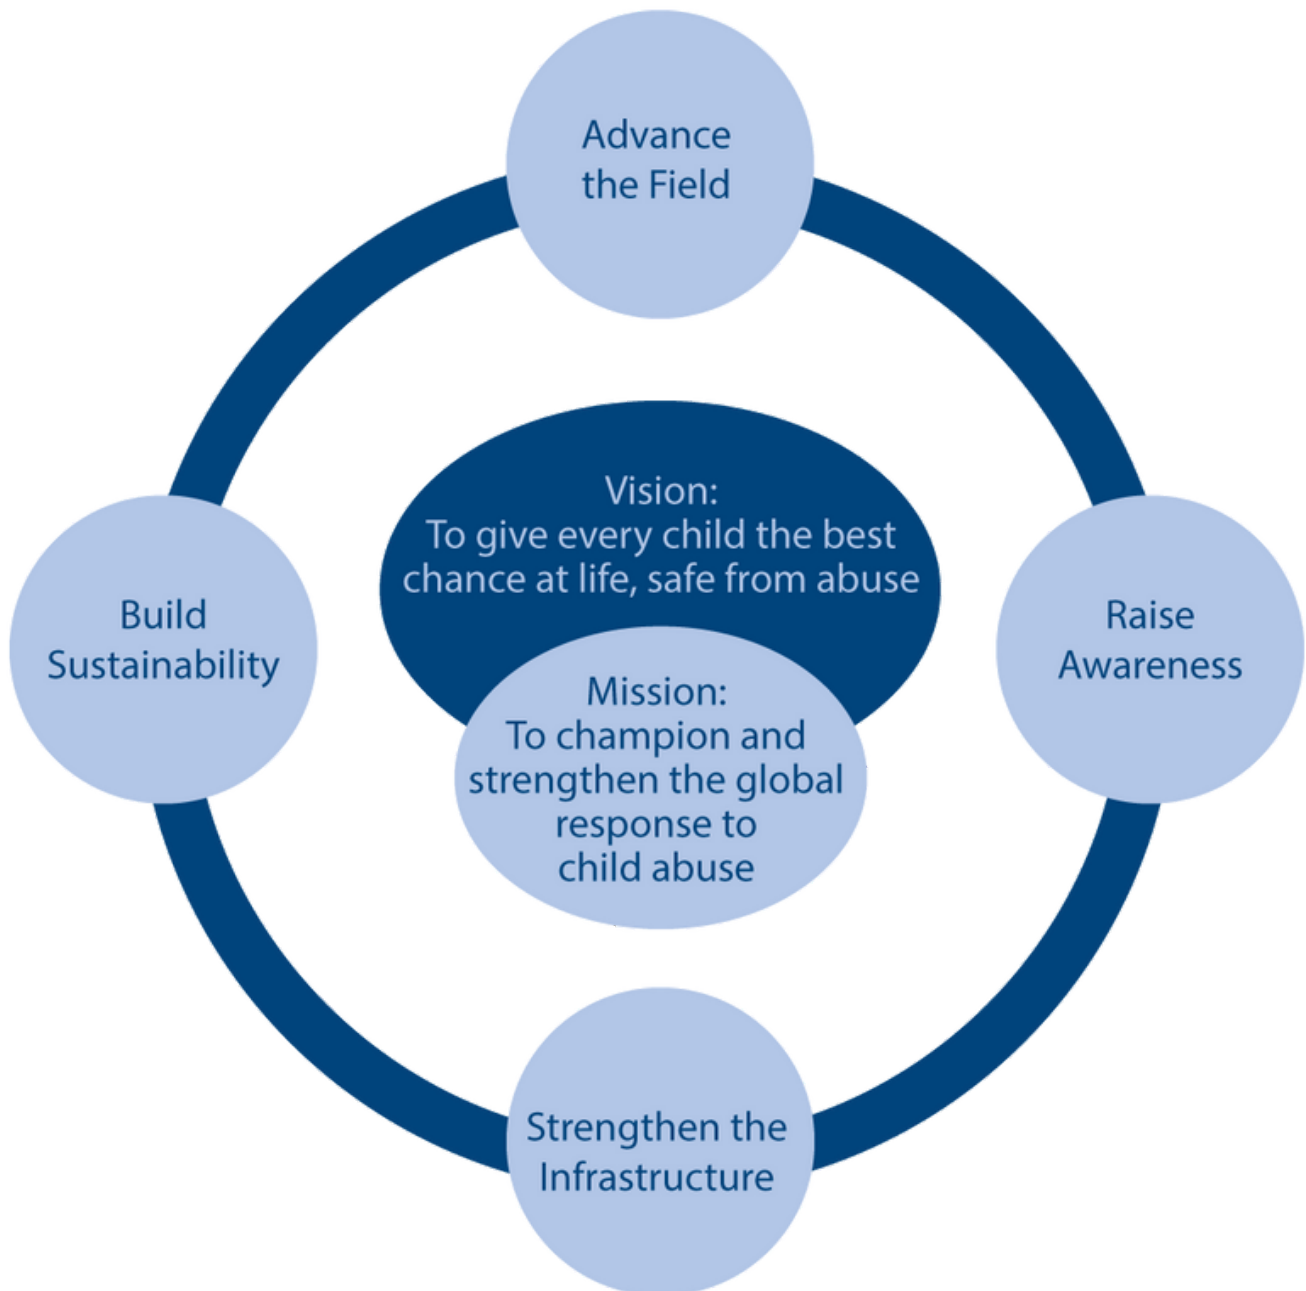 Advance
the Field
Vision:
To give every child the best
chance at life, safe from abuse
Build
Sustainability
Raise
Awareness
Mission:
To champion and
strengthen the global
response to
child abuse
Strengthen the
Infrastructure